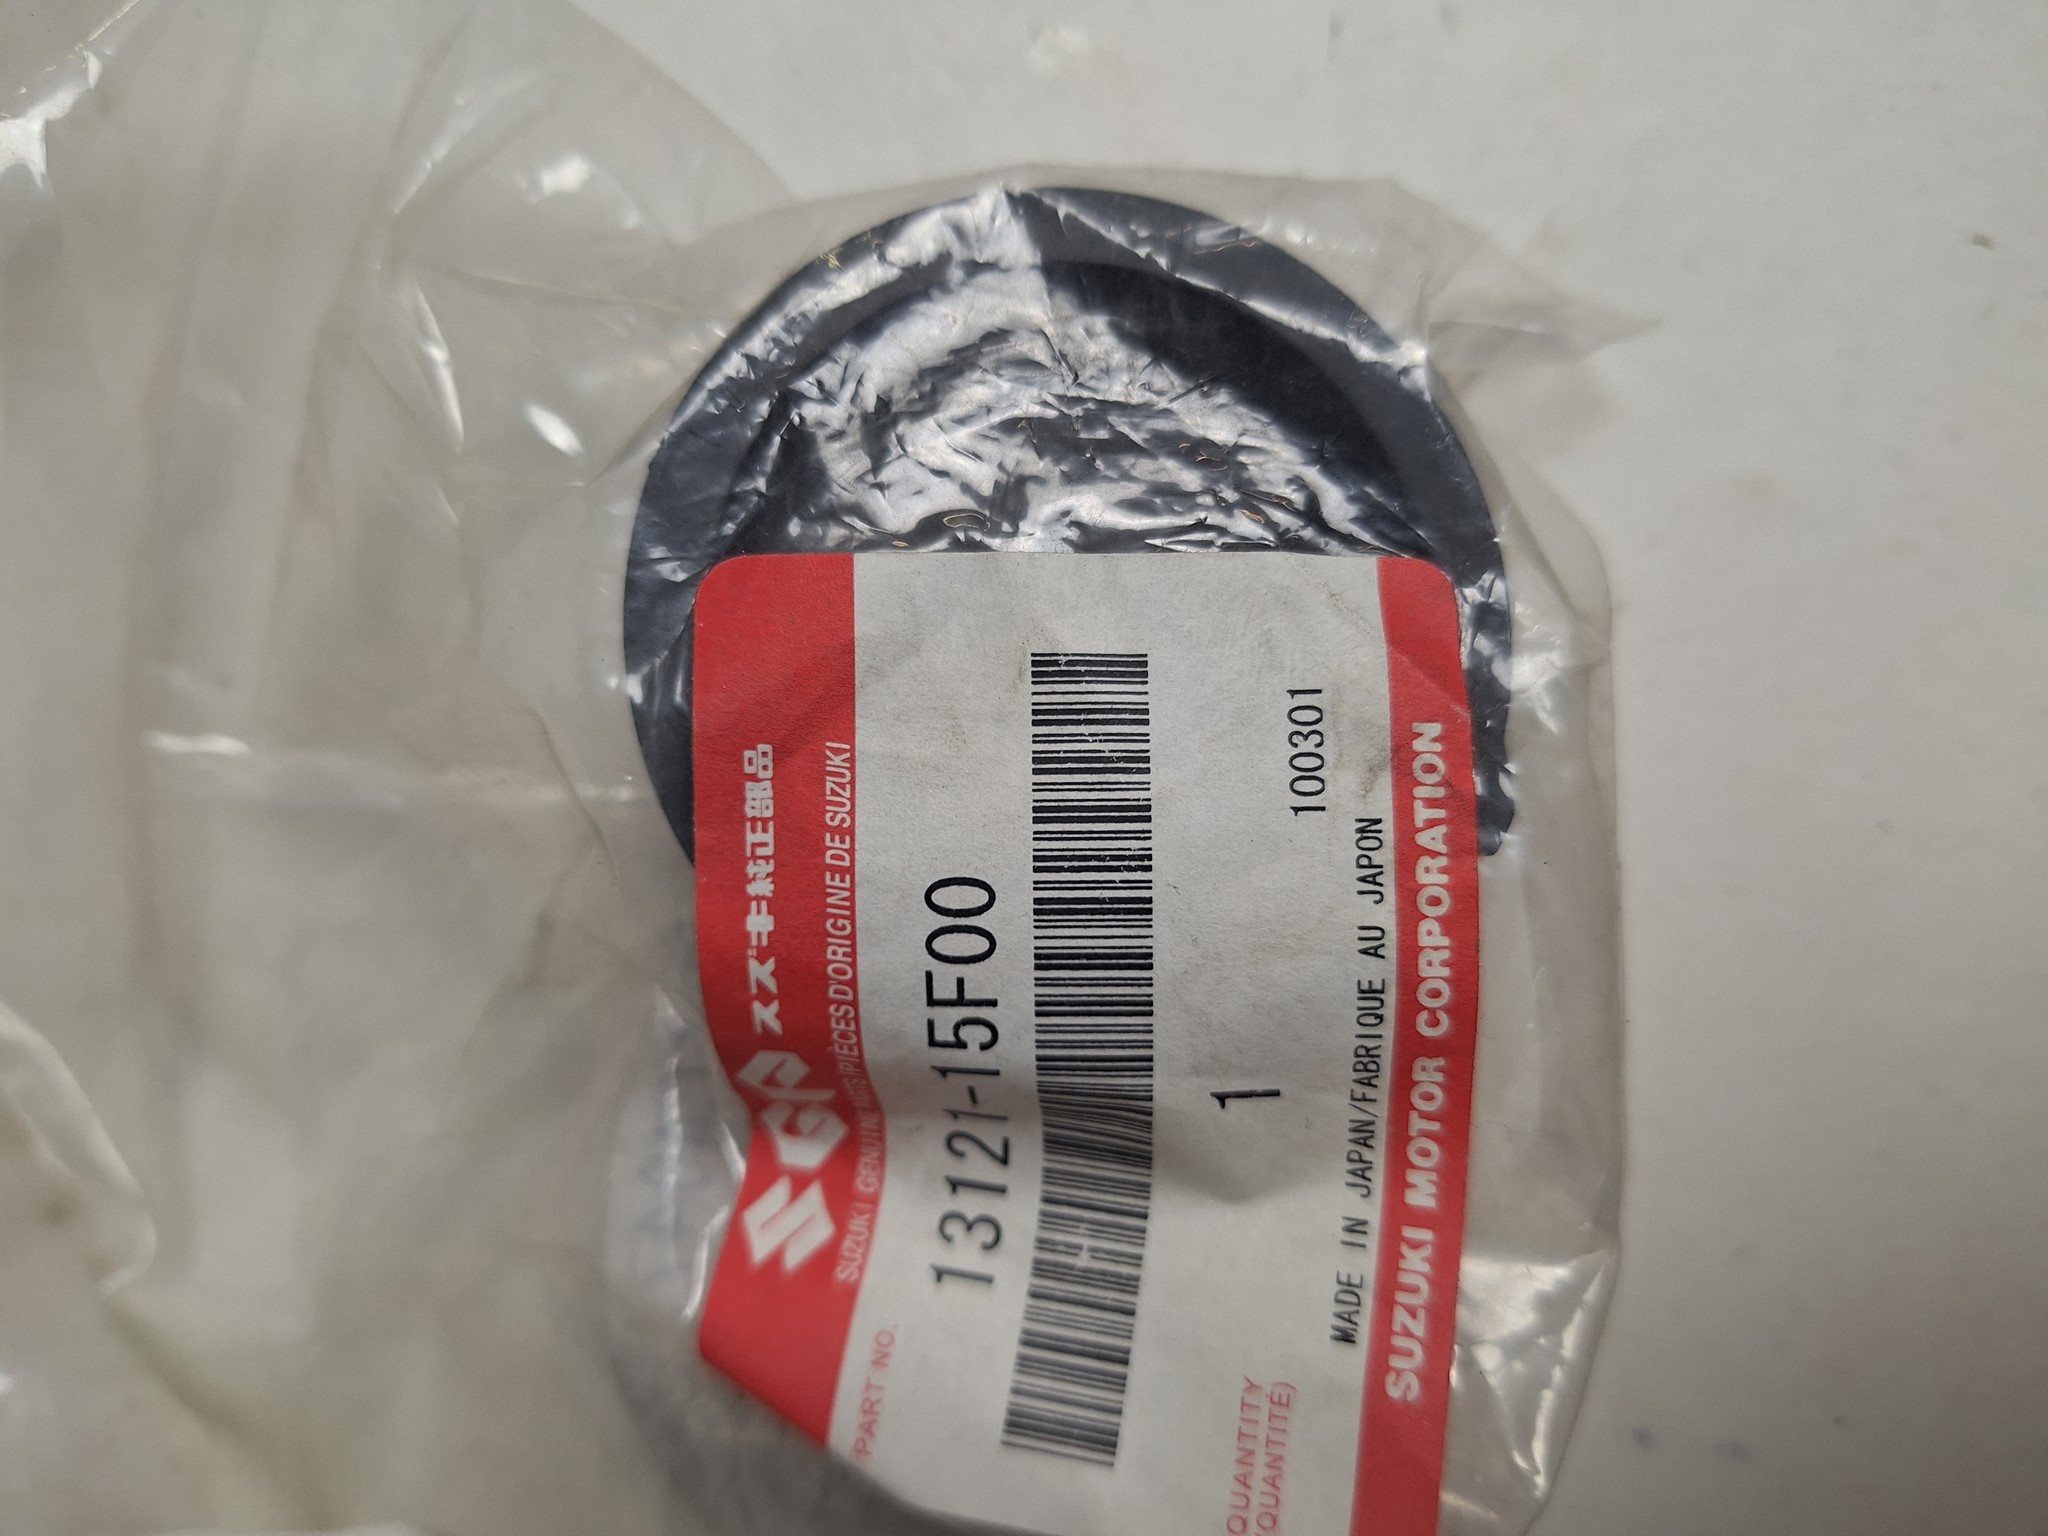 SGP スズキ純正部品
SUZUKI GENUINE PARTS/PIÈCES D'ORIGINE DE SUZUKI
PART NO.
13121-15F00
QUANTITY
(QUANTITÉ)
1
100301
MADE IN JAPAN/FABRIQUE AU JAPON
SUZUKI MOTOR CORPORATION